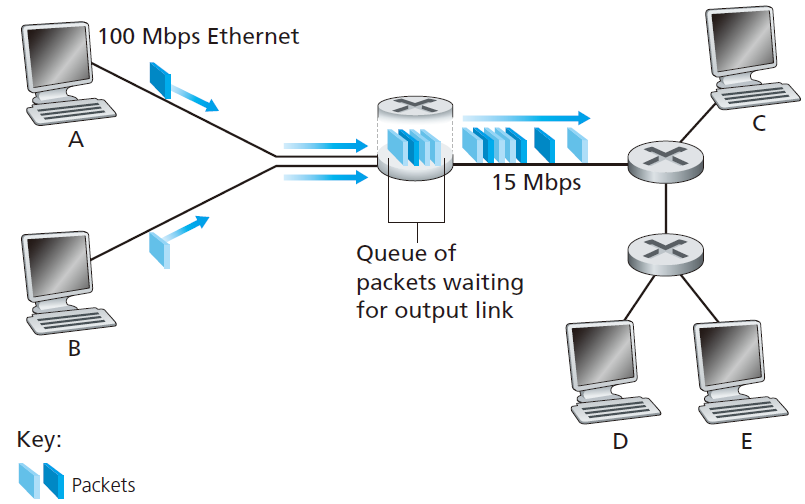 100 Mbps Ethernet
A
C
15 Mbps
Queue of
packets waiting
for output link
B
D
E
Key:
Packets